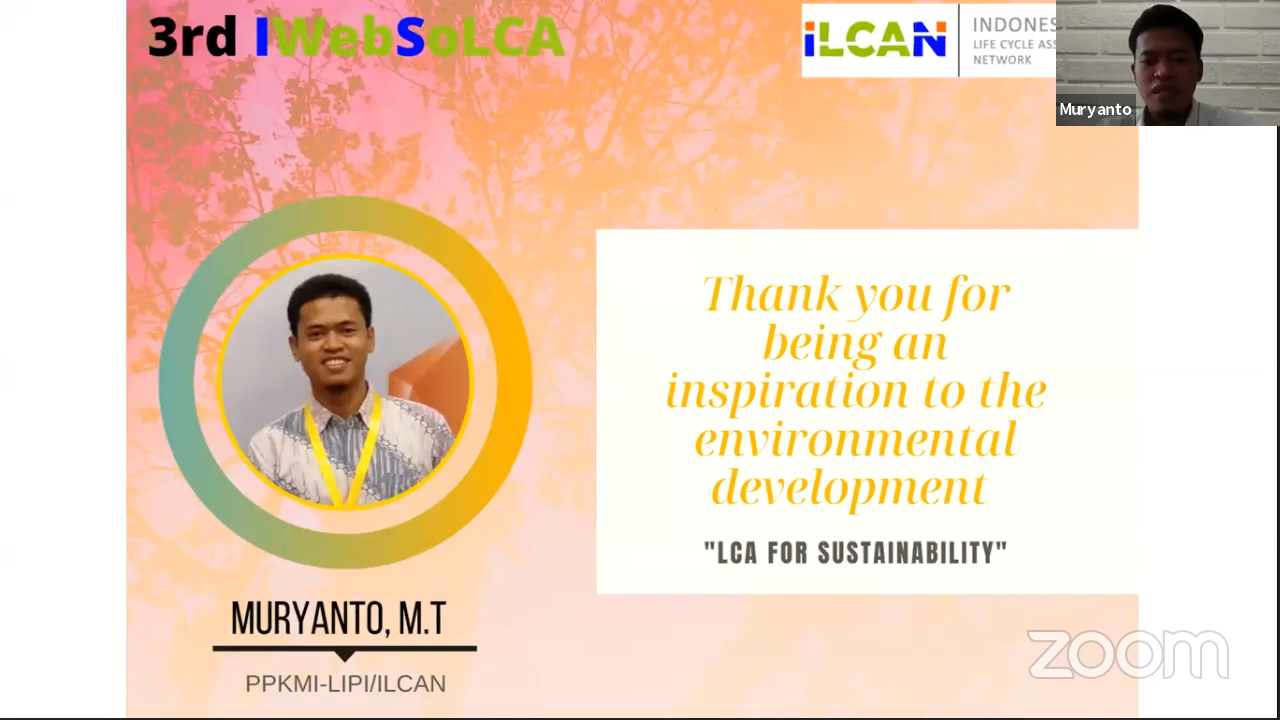 3rd IWebSoLCA
iLCAN
INDONES
LIFE CYCLE ASS
NETWORK
Muryanto
Thank you for
being an
inspiration to the
environmental
development
"LCA FOR SUSTAINABILITY"
MURYANTO, M.T
PPKMI-LIPI/ILCAN
zoom